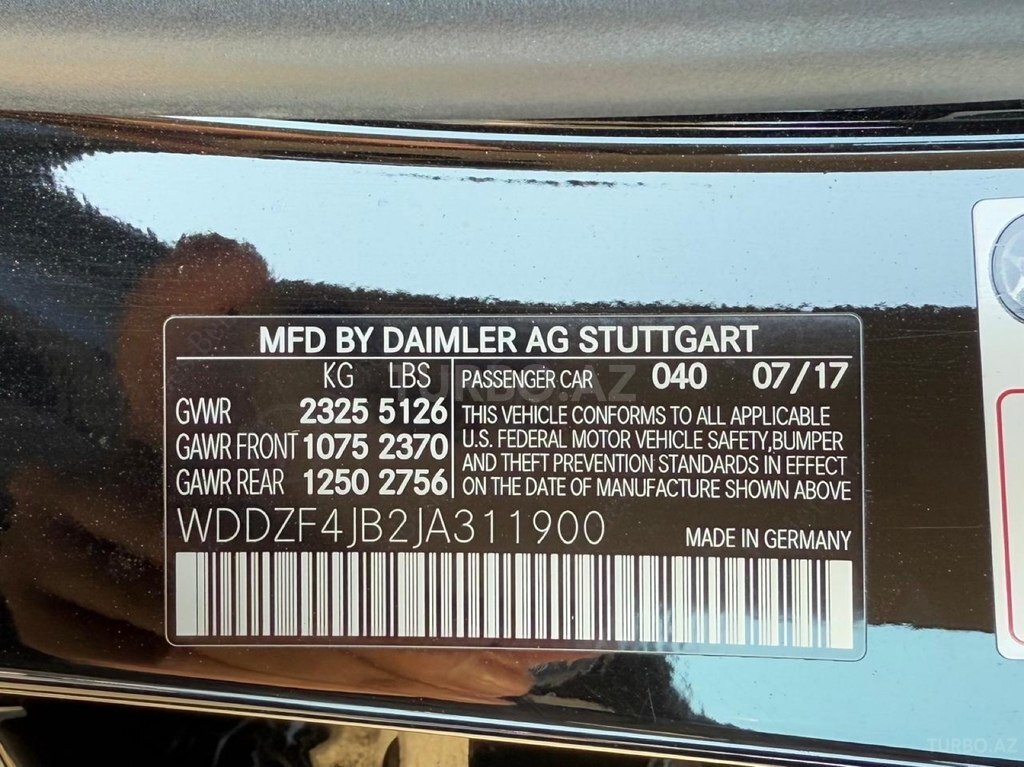 MFD BY DAIMLER AG STUTTGART
KG LBS
GVWR 2325 5126
GAWR FRONT 1075 2370
GAWR REAR 1250 2756
PASSENGER CAR 040 07/17
THIS VEHICLE CONFORMS TO ALL APPLICABLE
U.S. FEDERAL MOTOR VEHICLE SAFETY,BUMPER
AND THEFT PREVENTION STANDARDS IN EFFECT
ON THE DATE OF MANUFACTURE SHOWN ABOVE
WDDZF4JB2JA311900
MADE IN GERMANY
TURBO.AZ
TURBO.AZ